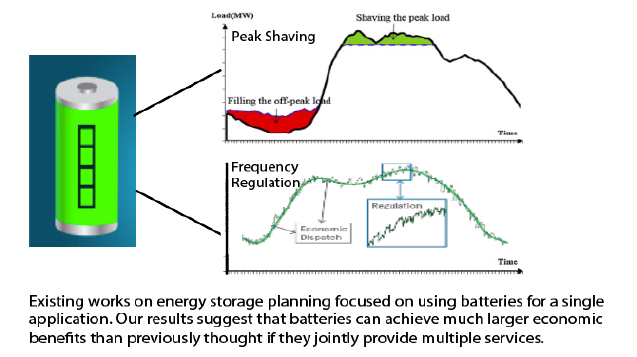 Load(MW)
Shaving the peak load
Peak Shaving
Filling the off-peak load
Time
Frequency
Regulation
Regulation
Economic
Dispatch
Time
Existing works on energy storage planning focused on using batteries for a single
application. Our results suggest that batteries can achieve much larger economic
benefits than previously thought if they jointly provide multiple services.